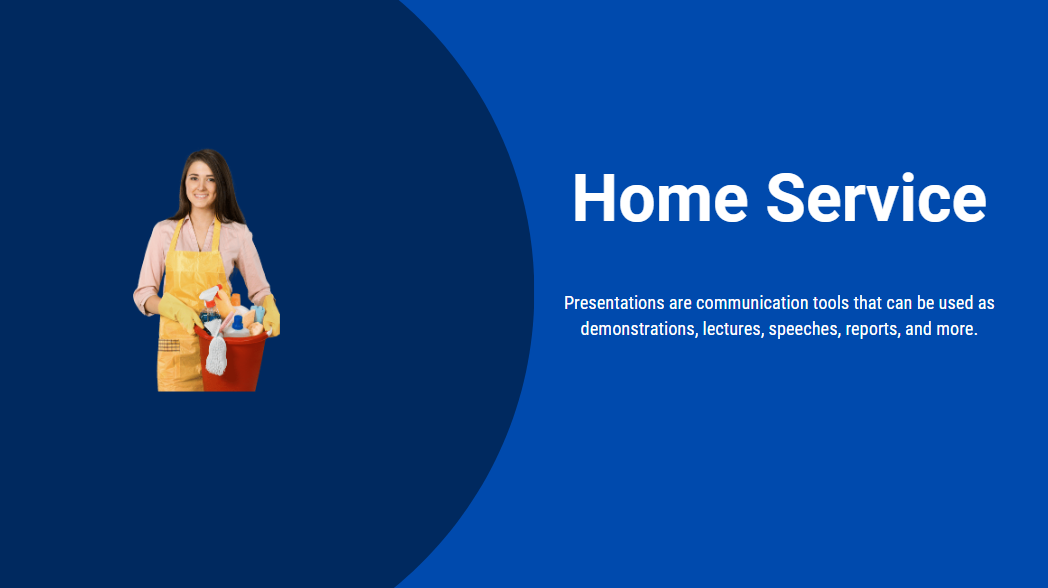 Home Service
Presentations are communication tools that can be used as
demonstrations, lectures, speeches, reports, and more.